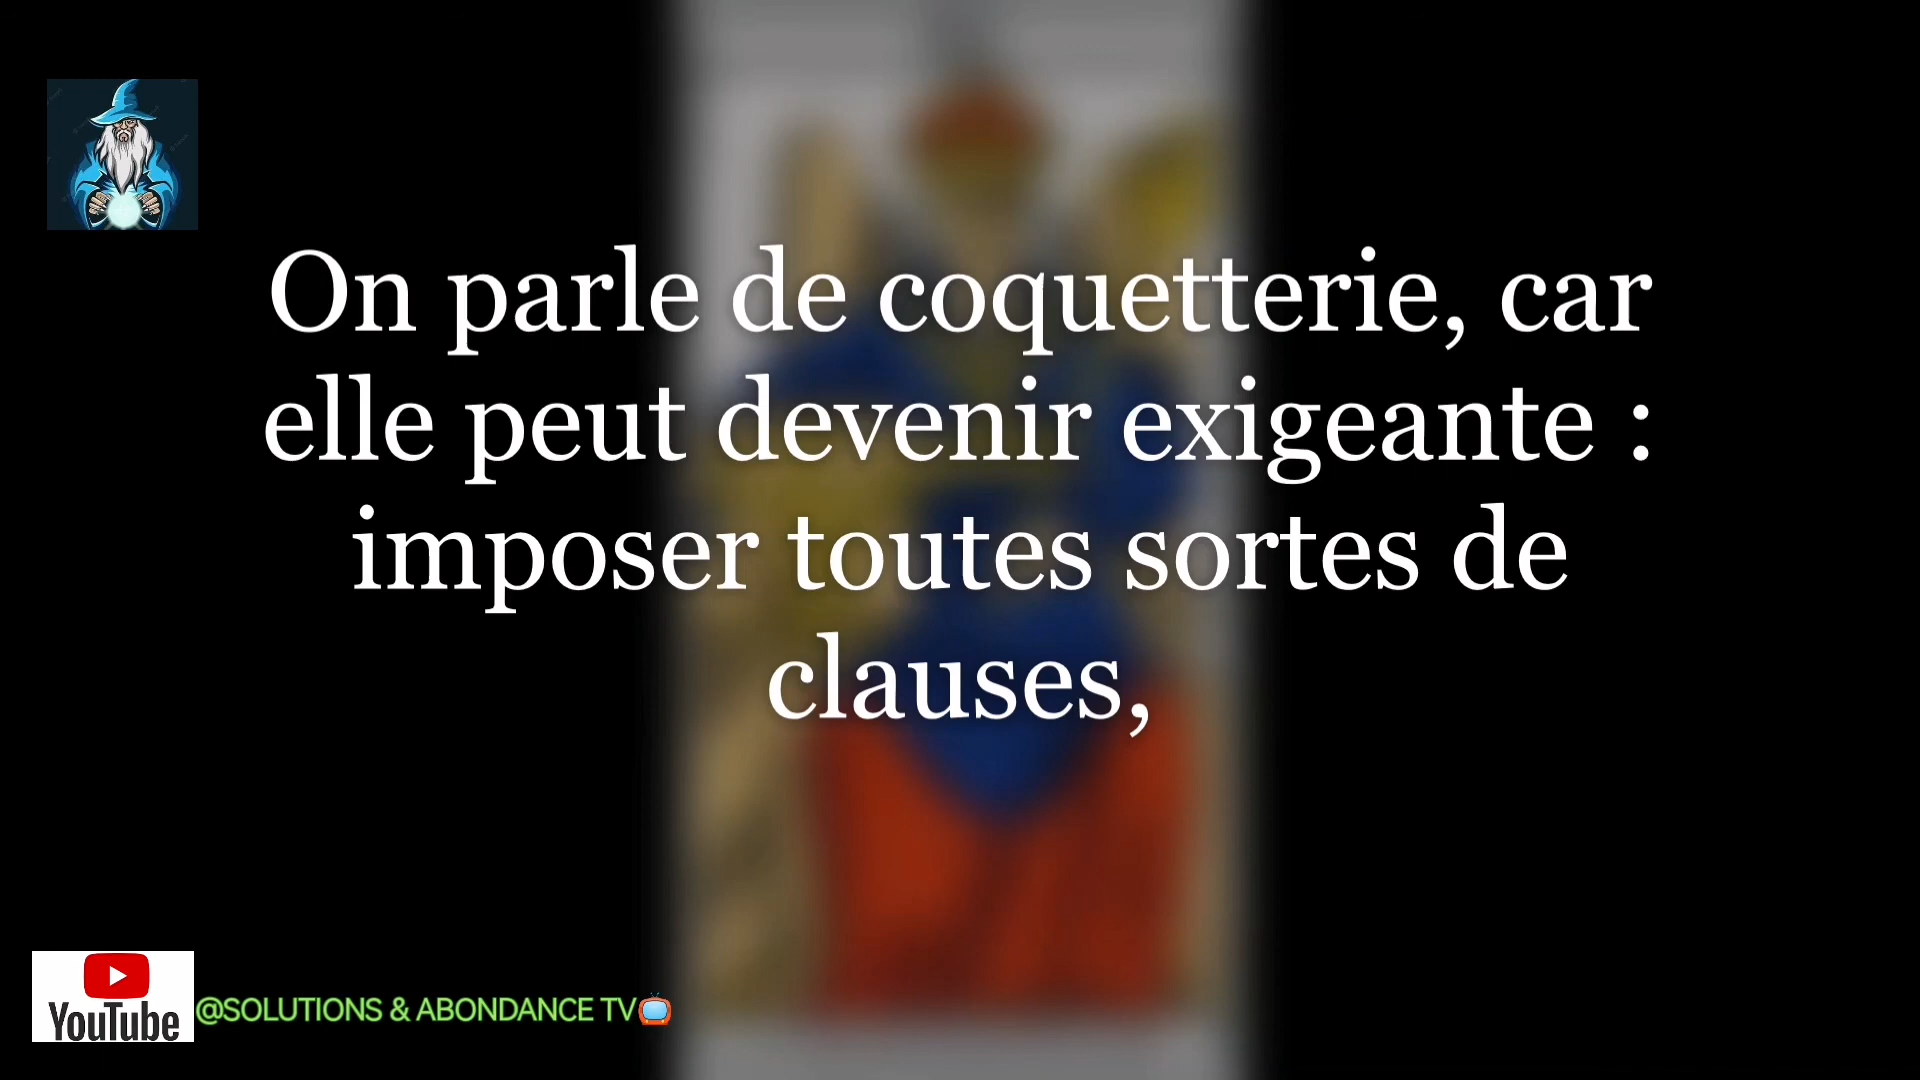 On parle de coquetterie, car
elle peut devenir exigeante :
imposer toutes sortes de
clauses,
YouTube
@SOLUTIONS & ABONDANCE TV